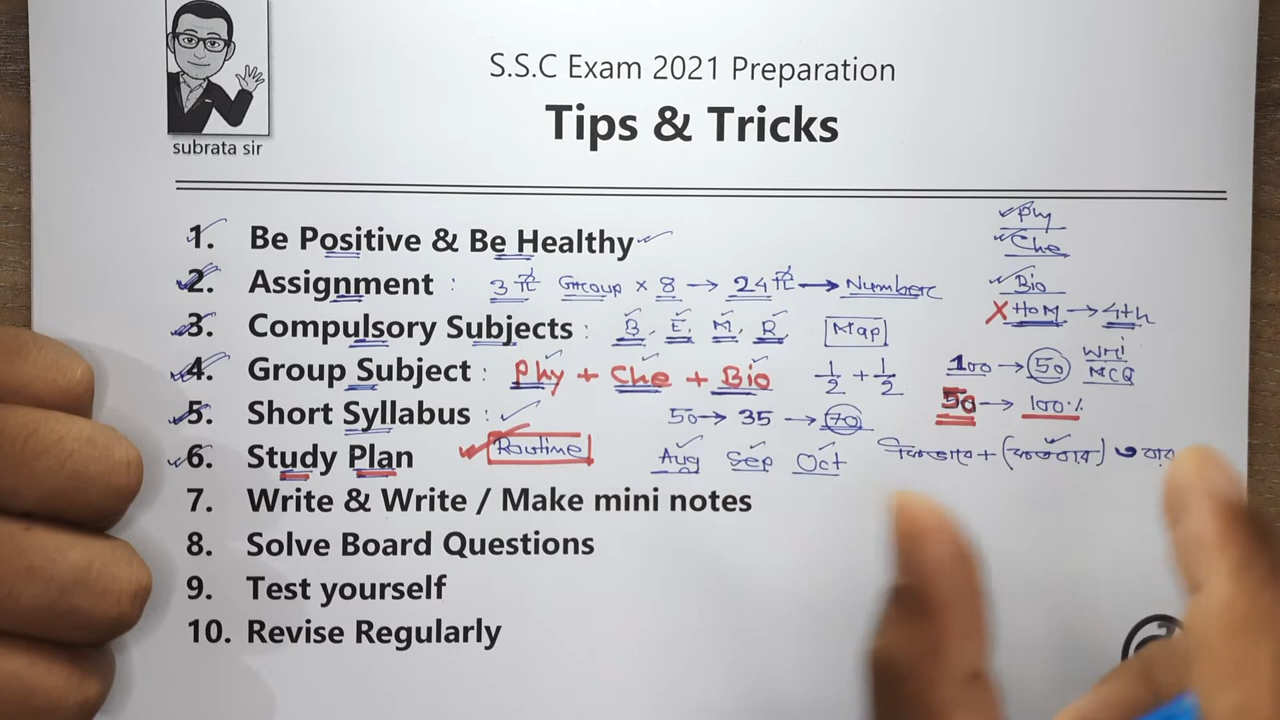 subrata sir
S.S.C Exam 2021 Preparation
Tips & Tricks
1. Be Positive & Be Healthy
2. Assignment : 3 টি Group × 8 → 24 টি → Number
3. Compulsory Subjects : B, E, M, R Map
4. Group Subject : Phy + Che + Bio 1/2 + 1/2
5. Short Syllabus : 50 → 35 → 70
6. Study Plan Routine Aug Sep Oct
7. Write & Write / Make mini notes
8. Solve Board Questions
9. Test yourself
10. Revise Regularly
Phy
Che
Bio
HOM → 4th
100 → 50 WMi MCQ
50 → 100%